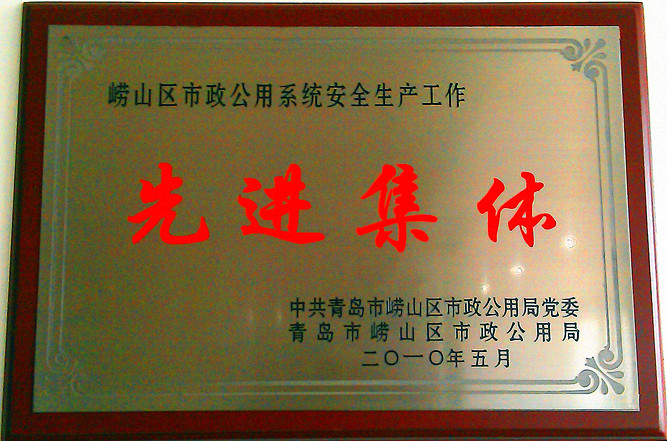 崂山区市政公用系统安全生产工作
先进集体
中共青岛市崂山区市政公用局党委
青岛市崂山区市政公用局
二〇一〇年五月